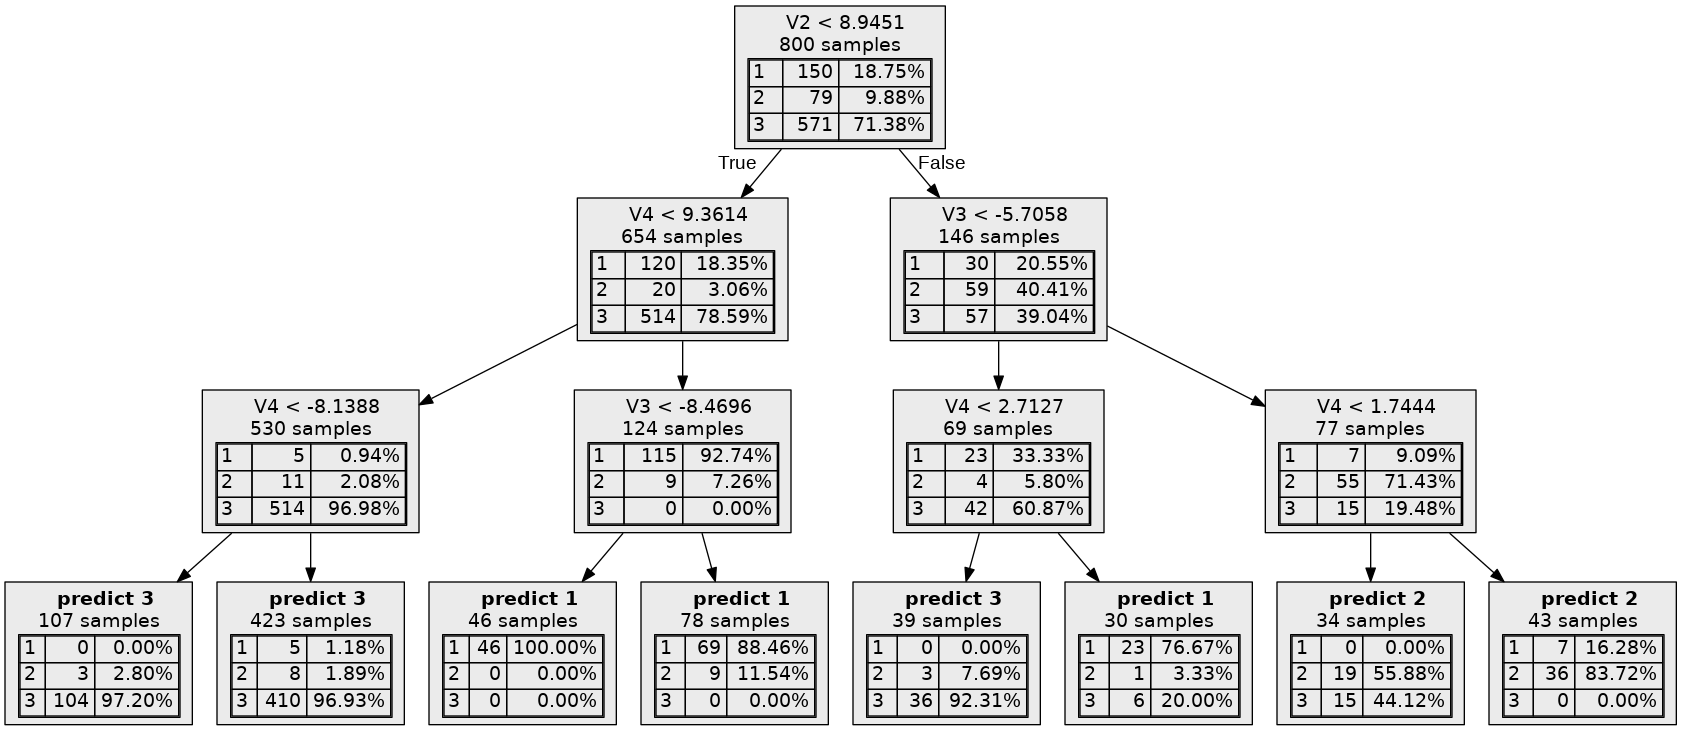 V2 < 8.9451
800 samples
1 150 18.75%
2 79 9.88%
3 571 71.38%
True
False
V4 < 9.3614
654 samples
1 120 18.35%
2 20 3.06%
3 514 78.59%
V3 < -5.7058
146 samples
1 30 20.55%
2 59 40.41%
3 57 39.04%
V4 < -8.1388
530 samples
1 5 0.94%
2 11 2.08%
3 514 96.98%
V3 < -8.4696
124 samples
1 115 92.74%
2 9 7.26%
3 0 0.00%
V4 < 2.7127
69 samples
1 23 33.33%
2 4 5.80%
3 42 60.87%
V4 < 1.7444
77 samples
1 7 9.09%
2 55 71.43%
3 15 19.48%
predict 3
107 samples
1 0 0.00%
2 3 2.80%
3 104 97.20%
predict 3
423 samples
1 5 1.18%
2 8 1.89%
3 410 96.93%
predict 1
46 samples
1 46 100.00%
2 0 0.00%
3 0 0.00%
predict 1
78 samples
1 69 88.46%
2 9 11.54%
3 0 0.00%
predict 3
39 samples
1 0 0.00%
2 3 7.69%
3 36 92.31%
predict 1
30 samples
1 23 76.67%
2 1 3.33%
3 6 20.00%
predict 2
34 samples
1 0 0.00%
2 19 55.88%
3 15 44.12%
predict 2
43 samples
1 7 16.28%
2 36 83.72%
3 0 0.00%